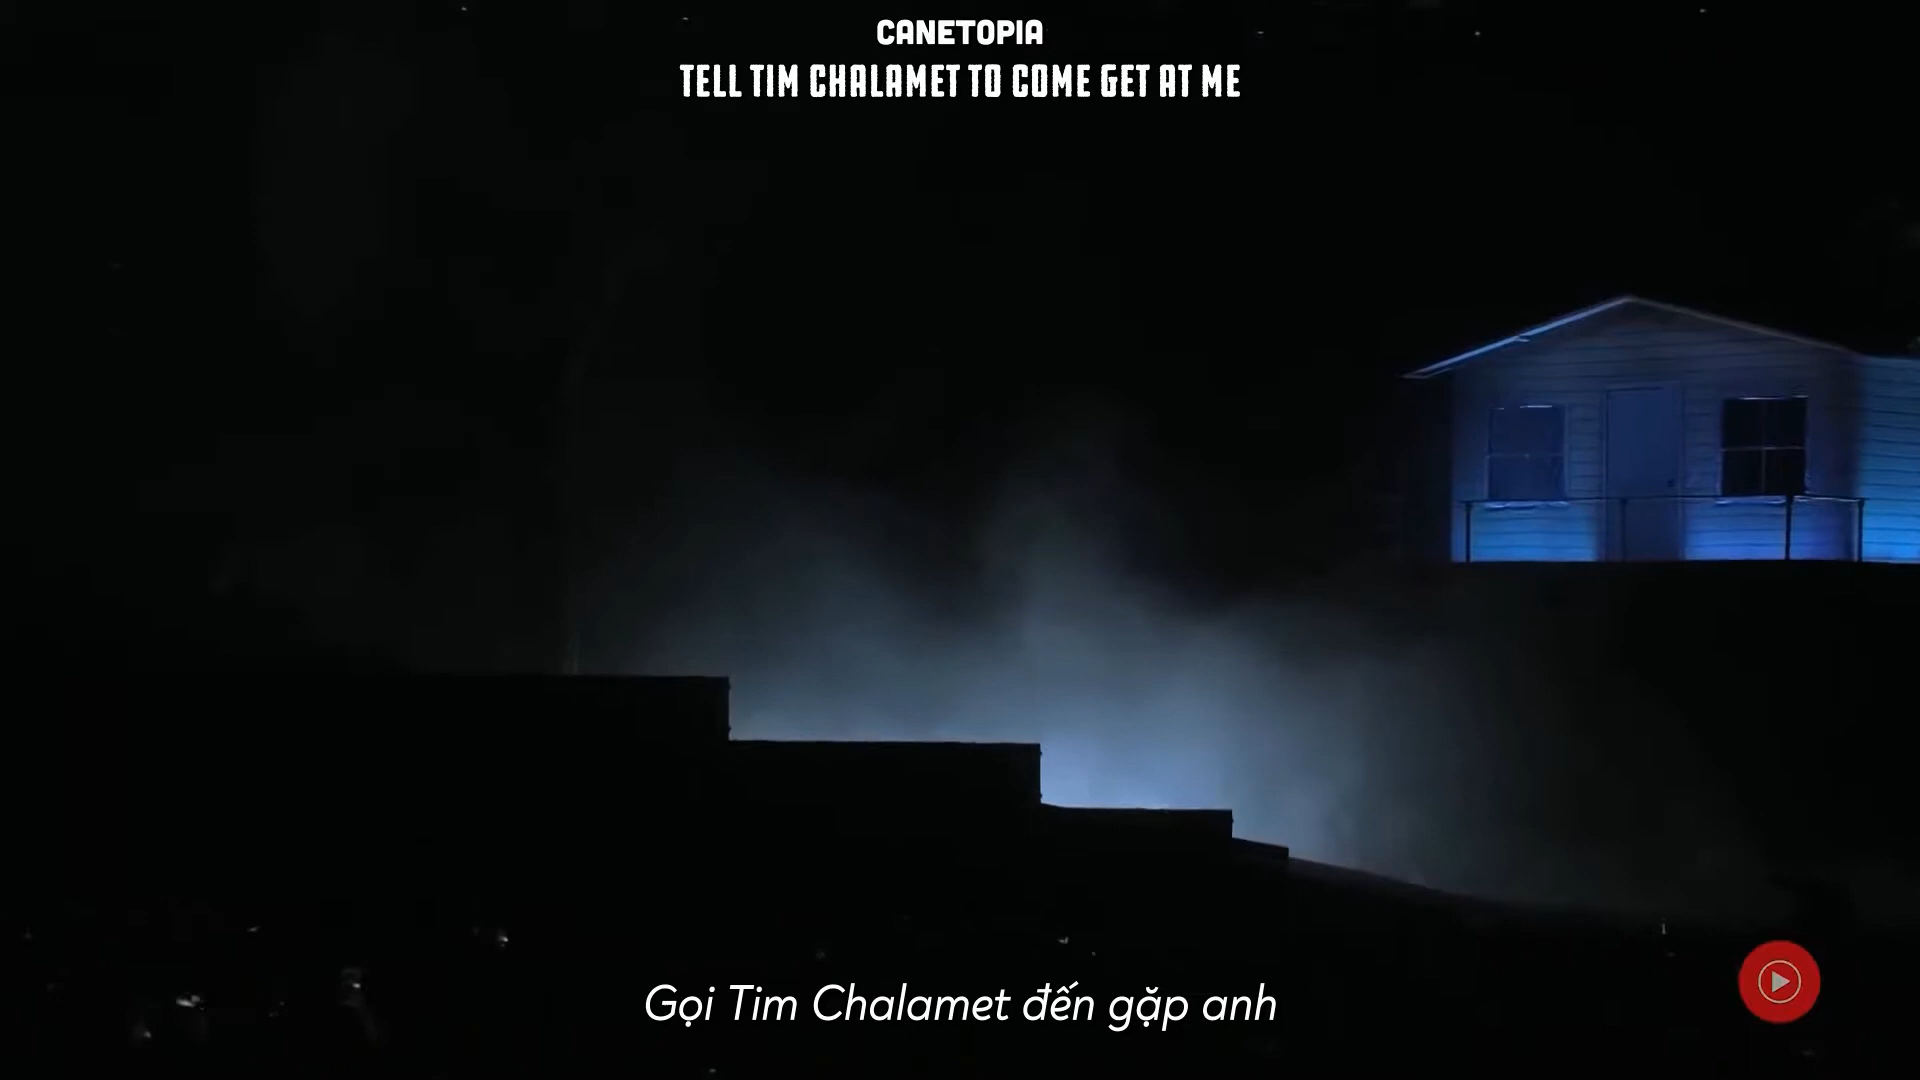 CANETOPIA
TELL TIM CHALAMET TO COME GET AT ME
Gọi Tim Chalamet đến gặp anh